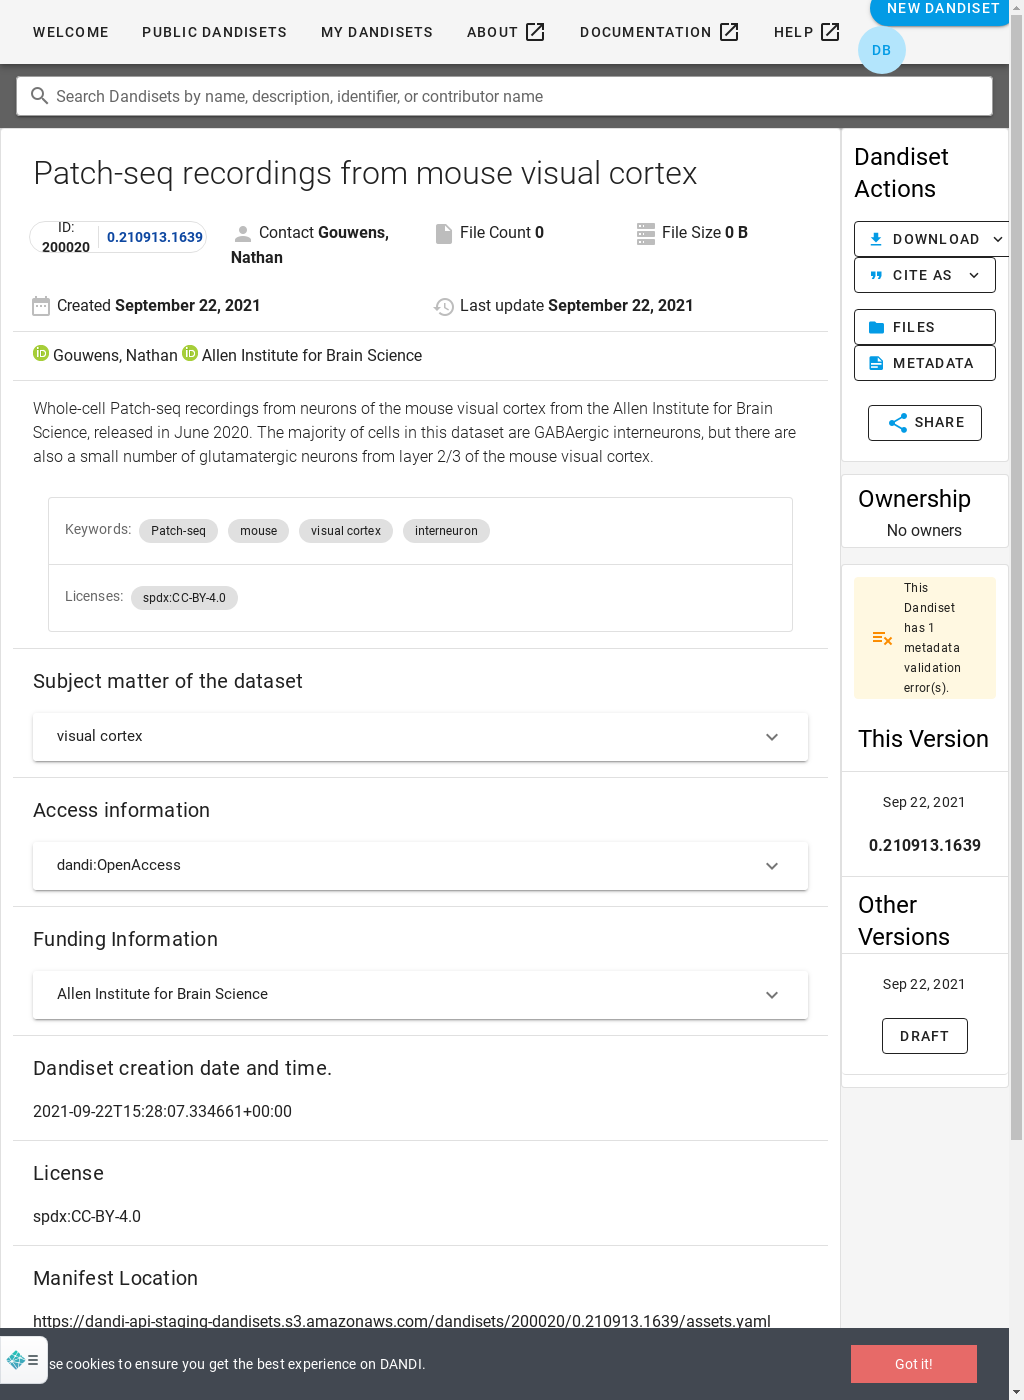 WELCOME PUBLIC DANDISETS MY DANDISETS ABOUT DOCUMENTATION HELP NEW DANDISET
DB
Search Dandisets by name, description, identifier, or contributor name
Patch-seq recordings from mouse visual cortex
ID: 200020 0.210913.1639
Contact Gouwens, Nathan
File Count 0
File Size 0 B
Created September 22, 2021
Last update September 22, 2021
Gouwens, Nathan Allen Institute for Brain Science
Whole-cell Patch-seq recordings from neurons of the mouse visual cortex from the Allen Institute for Brain
Science, released in June 2020. The majority of cells in this dataset are GABAergic interneurons, but there are
also a small number of glutamatergic neurons from layer 2/3 of the mouse visual cortex.
Keywords: Patch-seq mouse visual cortex interneuron
Licenses: spdx:CC-BY-4.0
Subject matter of the dataset
visual cortex
Access information
dandi:OpenAccess
Funding Information
Allen Institute for Brain Science
Dandiset creation date and time.
2021-09-22T15:28:07.334661+00:00
License
spdx:CC-BY-4.0
Manifest Location
https://dandi-api-staging-dandisets.s3.amazonaws.com/dandisets/200020/0.210913.1639/assets.yaml
Dandiset
Actions
DOWNLOAD
CITE AS
FILES
METADATA
SHARE
Ownership
No owners
This
Dandiset
has 1
metadata
validation
error(s).
This Version
Sep 22, 2021
0.210913.1639
Other
Versions
Sep 22, 2021
DRAFT
se cookies to ensure you get the best experience on DANDI.
Got it!